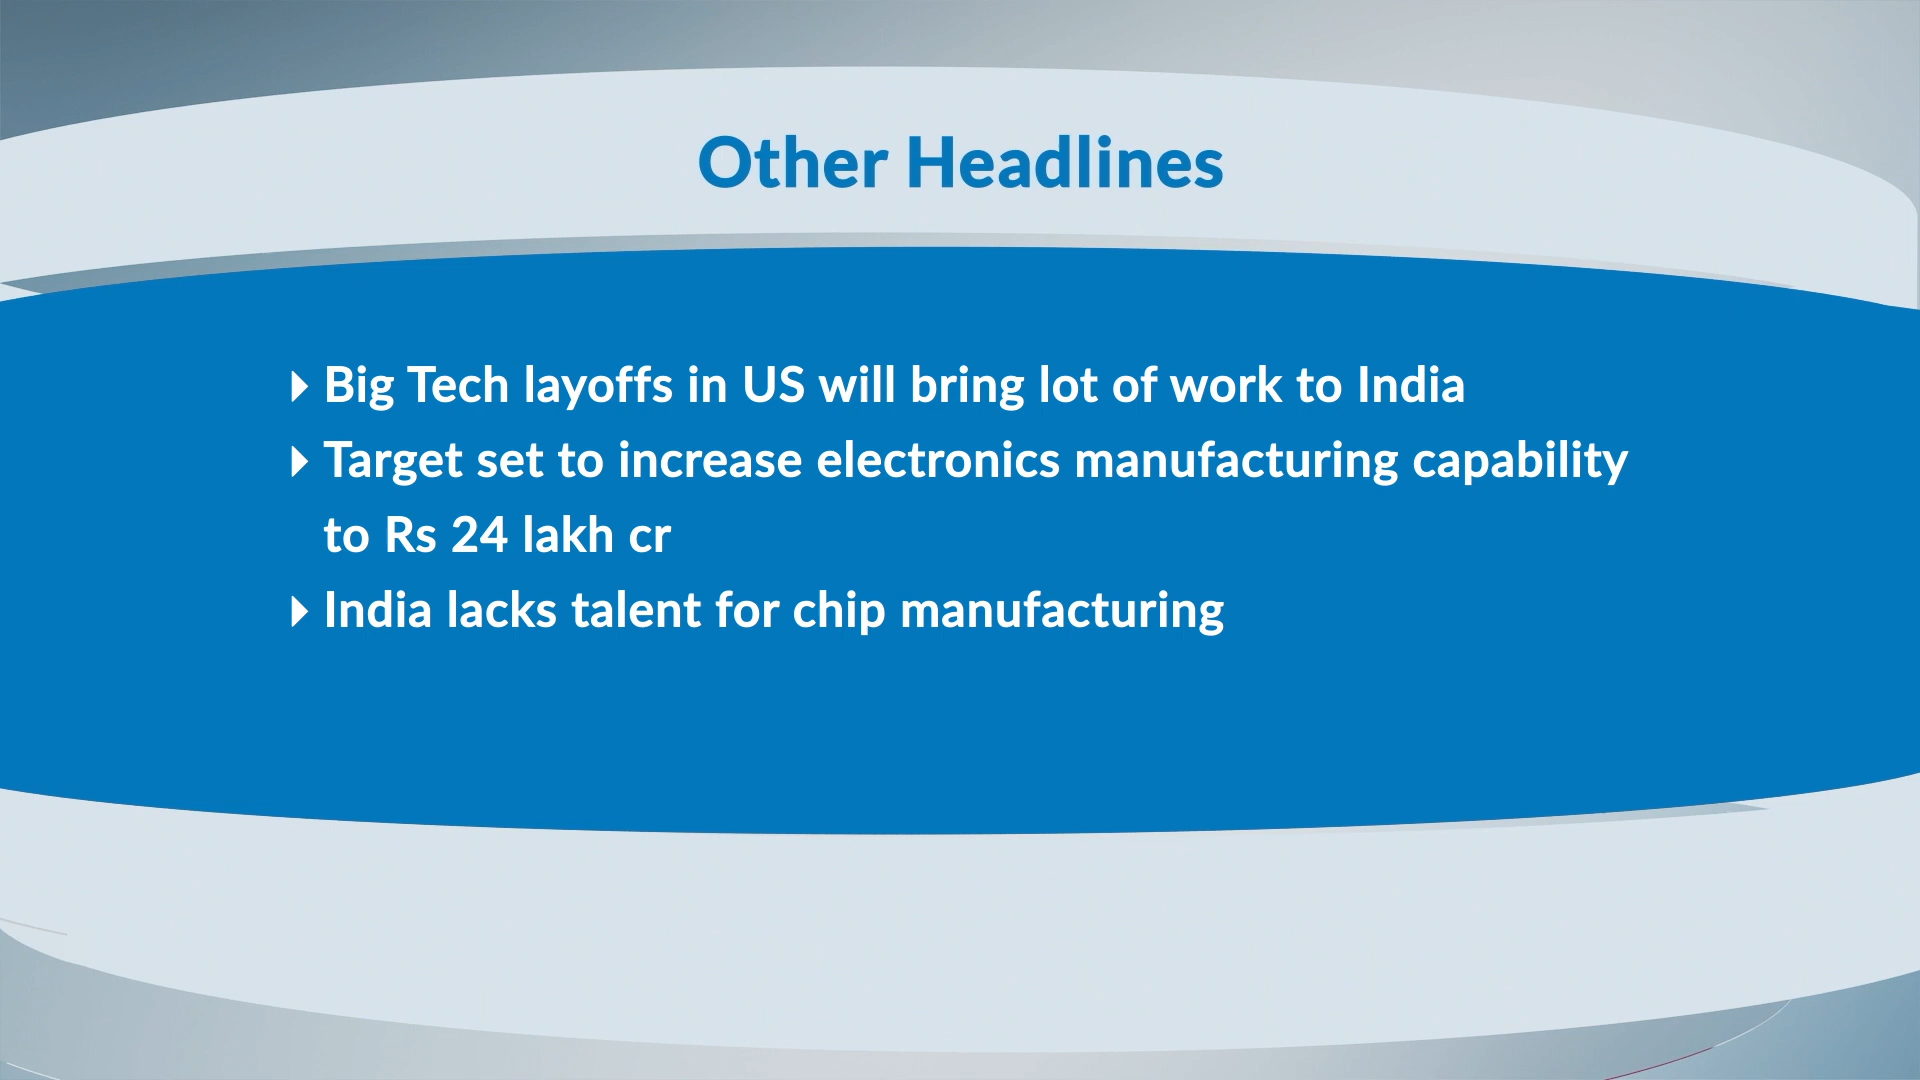 Other Headlines
Big Tech layoffs in US will bring lot of work to India
Target set to increase electronics manufacturing capability
to Rs 24 lakh cr
India lacks talent for chip manufacturing